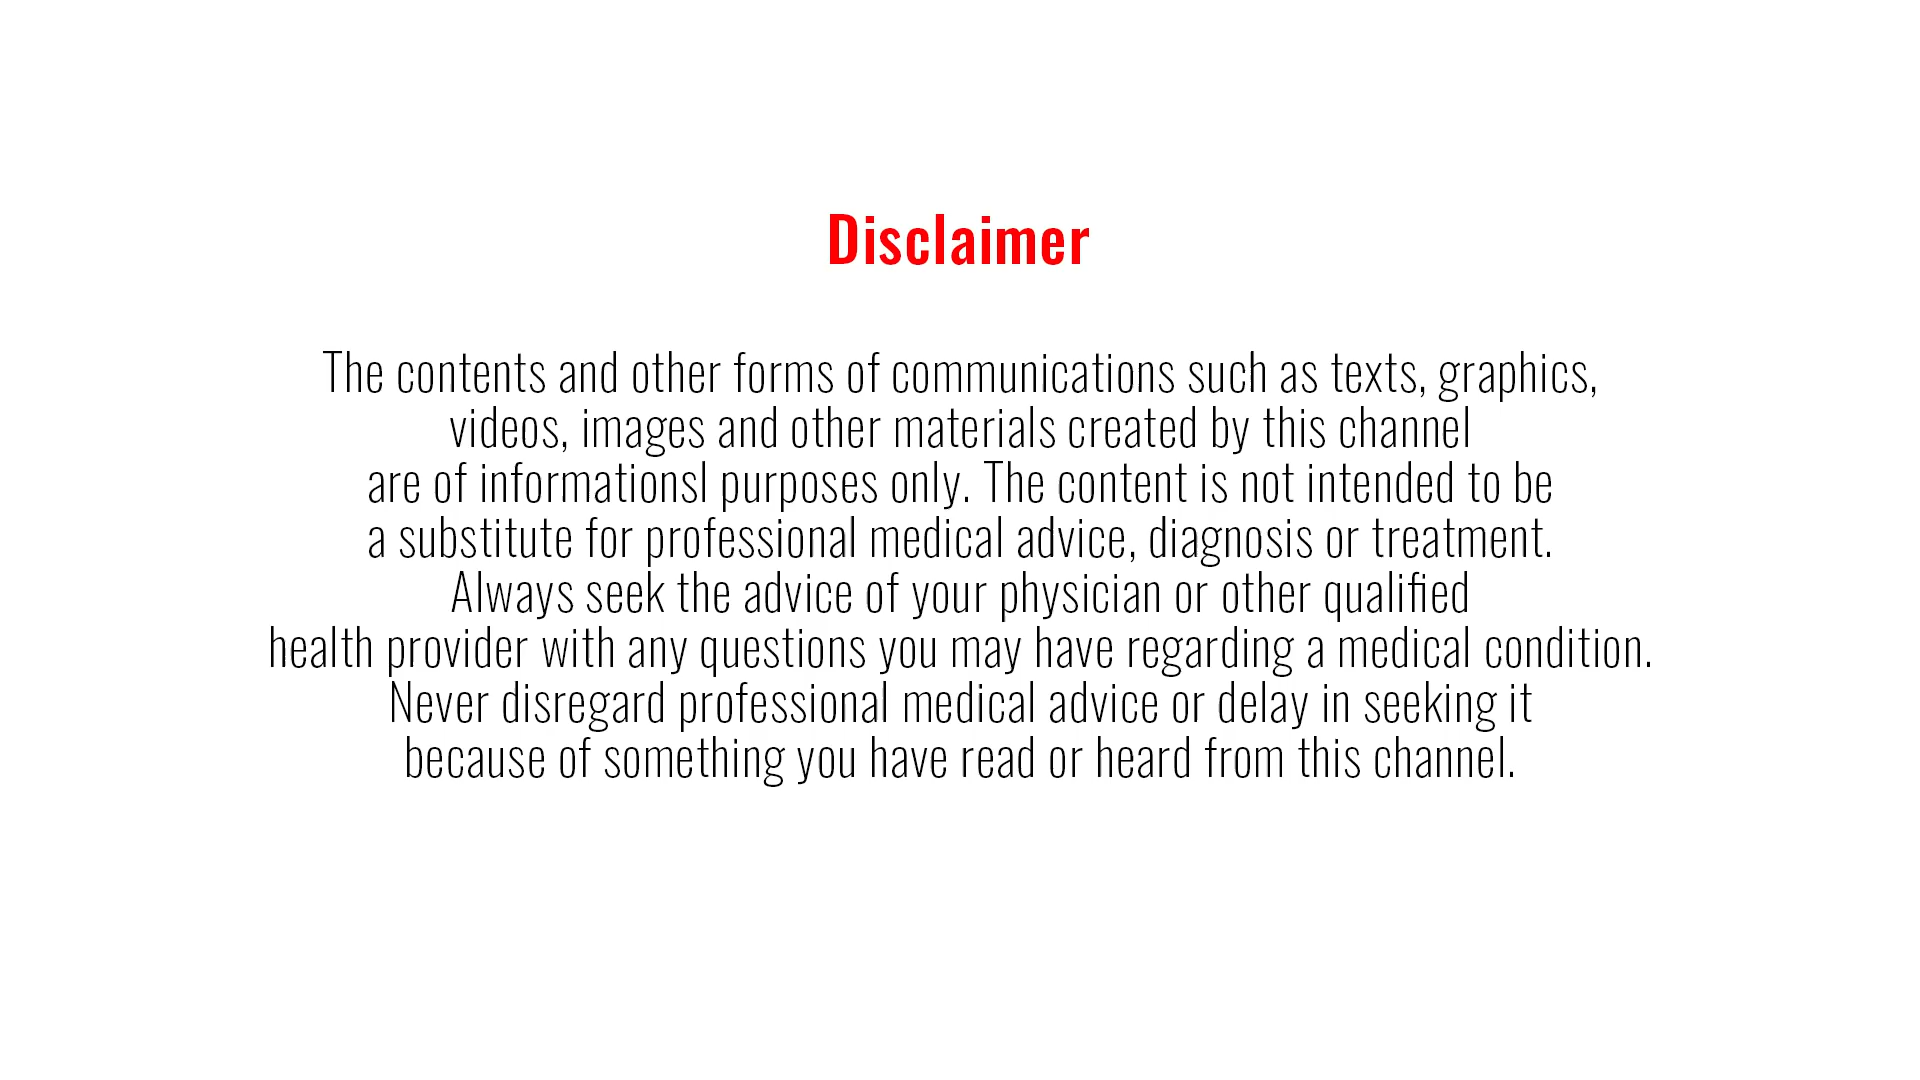 Disclaimer
The contents and other forms of communications such as texts, graphics,
videos, images and other materials created by this channel
are of informationsl purposes only. The content is not intended to be
a substitute for professional medical advice, diagnosis or treatment.
Always seek the advice of your physician or other qualified
health provider with any questions you may have regarding a medical condition.
Never disregard professional medical advice or delay in seeking it
because of something you have read or heard from this channel.